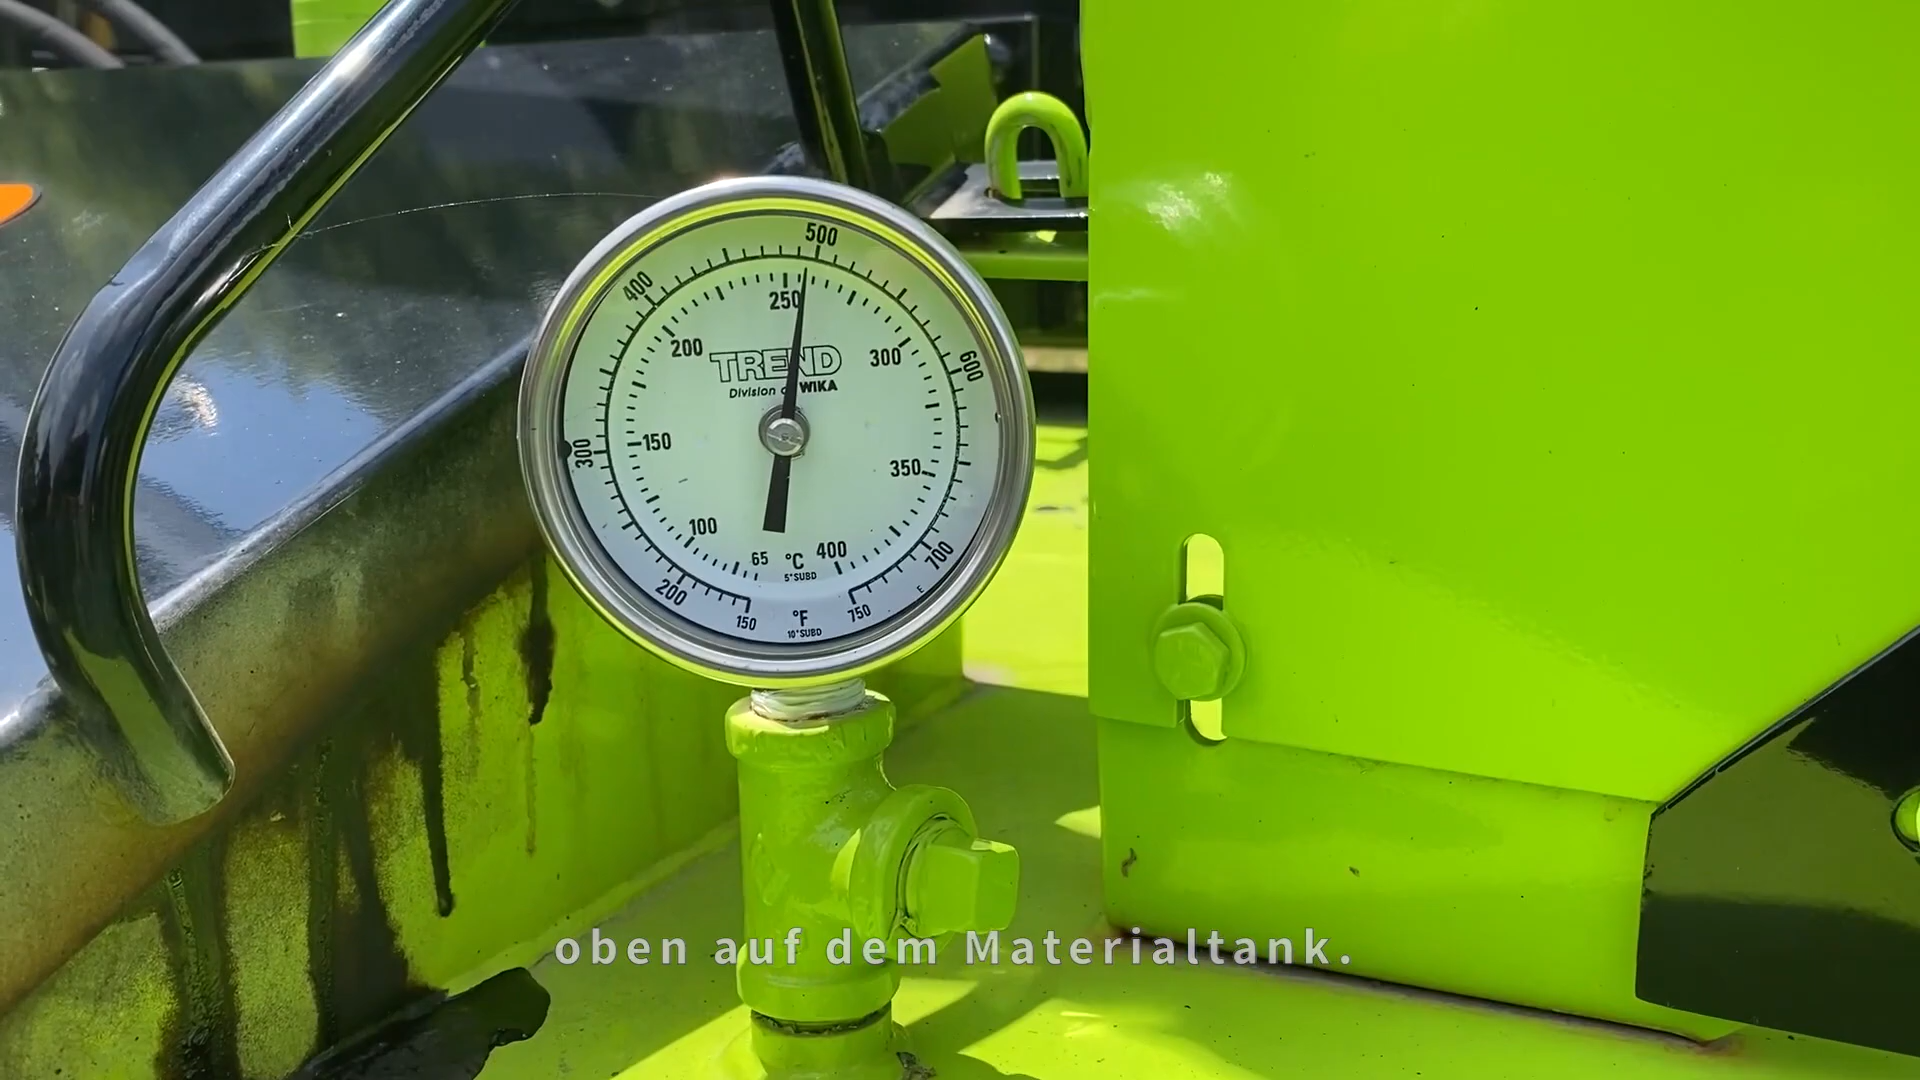 500
400
600
300
700
200
750
150
250
200
300
150
350
100
400
65
°C
5°SUBD
°F
10°SUBD
E
TREND
Division of WIKA
oben auf dem Materialtank.